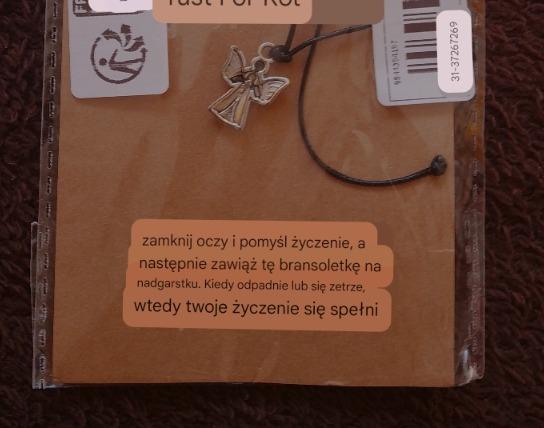 zamknij oczy i pomyśl życzenie, a
następnie zawiąż tę bransoletkę na
nadgarstku. Kiedy odpadnie lub się zetrze,
wtedy twoje życzenie się spełni
31-37267269